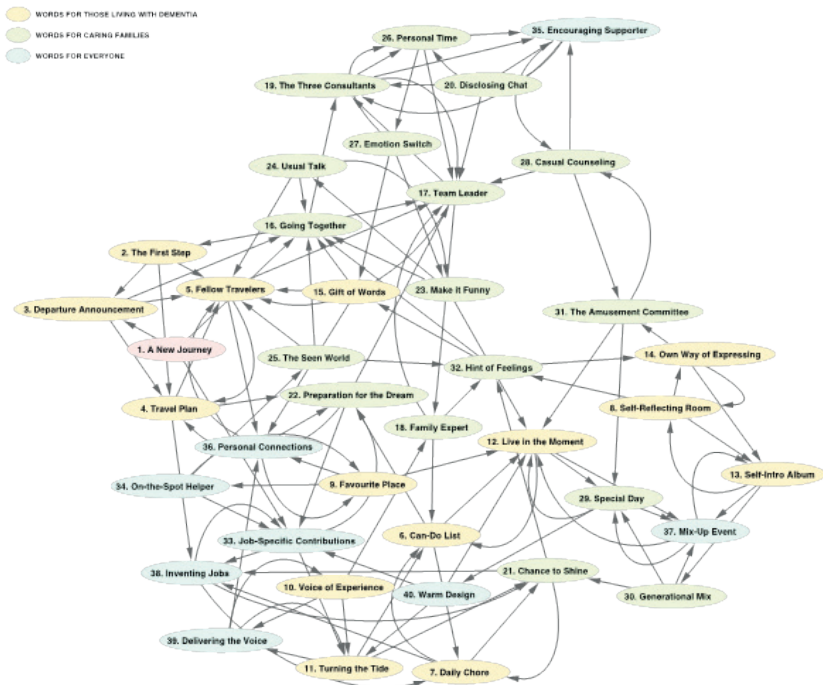 WORDS FOR THOSE LIVING WITH DEMENTIA
WORDS FOR CARING FAMILIES
WORDS FOR EVERYONE
26. Personal Time
35. Encouraging Supporter
19. The Three Consultants
20. Disclosing Chat
27. Emotion Switch
24. Usual Talk
28. Casual Counseling
17. Team Leader
16. Going Together
2. The First Step
5. Fellow Travelers
15. Gift of Words
23. Make it Funny
3. Departure Announcement
31. The Amusement Committee
1. A New Journey
25. The Seen World
14. Own Way of Expressing
32. Hint of Feelings
22. Preparation for the Dream
4. Travel Plan
8. Self-Reflecting Room
18. Family Expert
36. Personal Connections
12. Live in the Moment
13. Self-Intro Album
34. On-the-Spot Helper
9. Favourite Place
29. Special Day
37. Mix-Up Event
33. Job-Specific Contributions
6. Can-Do List
38. Inventing Jobs
21. Chance to Shine
10. Voice of Experience
40. Warm Design
30. Generational Mix
39. Delivering the Voice
11. Turning the Tide
7. Daily Chore